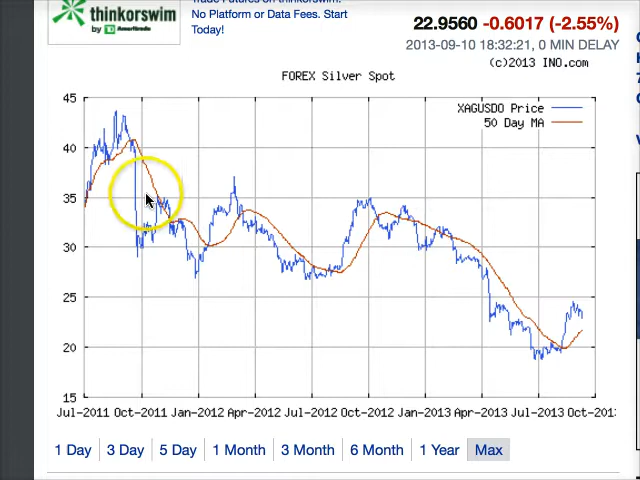 Trade Futures on thinkorswim.
thinkorswim
by TD Ameritrade
No Platform or Data Fees. Start
Today!
22.9560 -0.6017 (-2.55%)
2013-09-10 18:32:21, 0 MIN DELAY
(c)2013 INO.com
FOREX Silver Spot
XAGUSDO Price
50 Day MA
45
40
35
30
25
20
15
Jul-2011 Oct-2011 Jan-2012 Apr-2012 Jul-2012 Oct-2012 Jan-2013 Apr-2013 Jul-2013 Oct-2013
1 Day 3 Day 5 Day 1 Month 3 Month 6 Month 1 Year Max